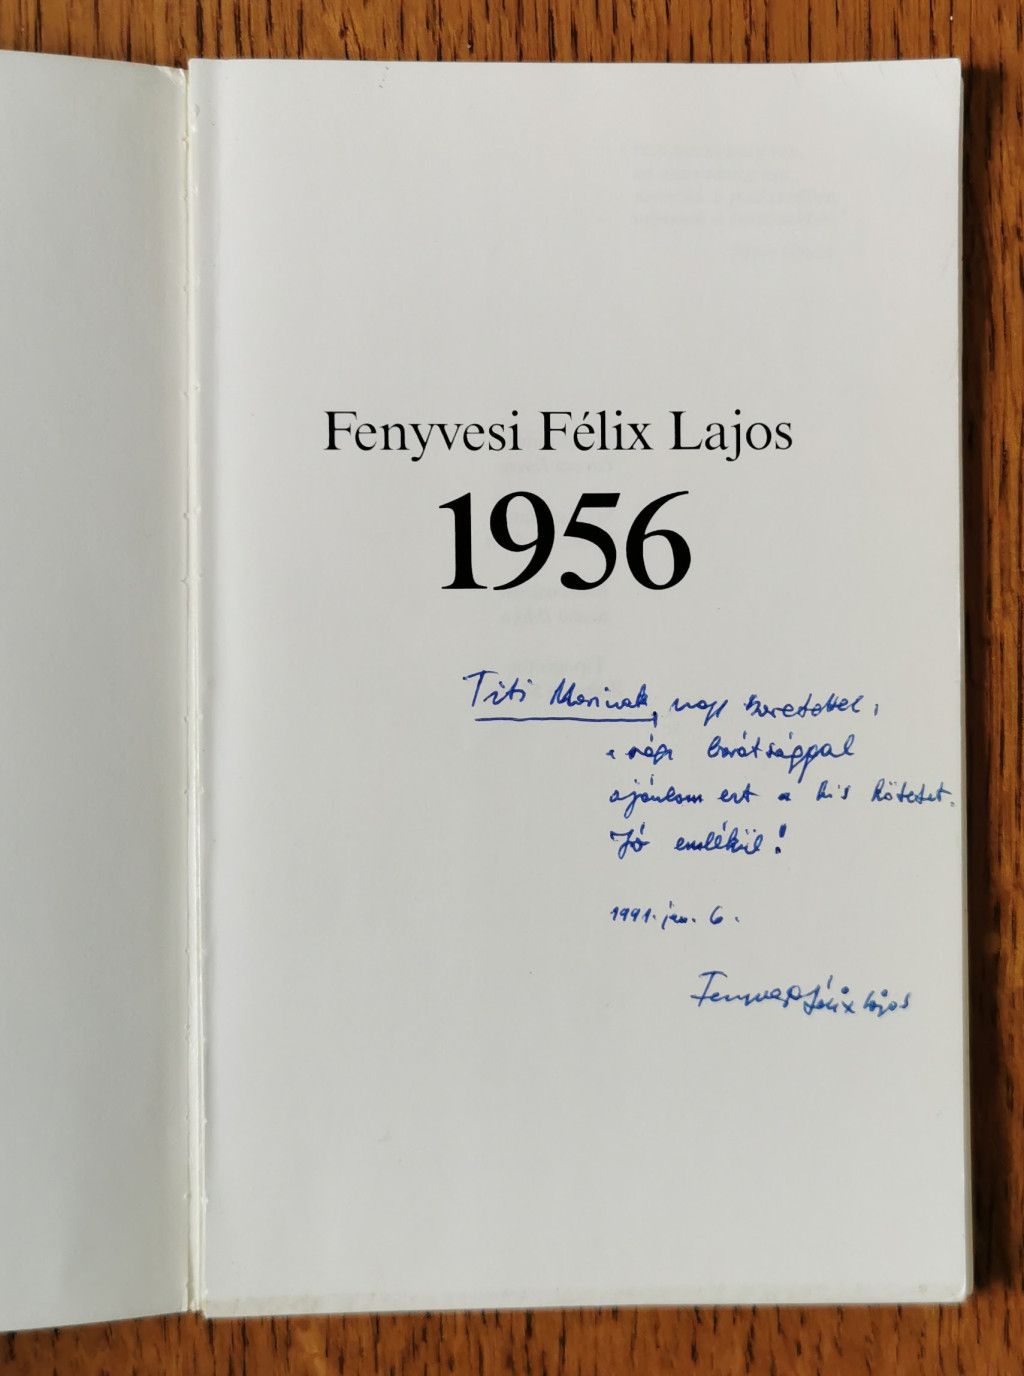 Fenyvesi Félix Lajos
1956
Titi Marinak, nagy szeretettel,
régi barátsággal
ajánlom ezt a kis kötetet.
Jó emlékül!
1991. jan. 6.
Fenyvesi Félix Lajos